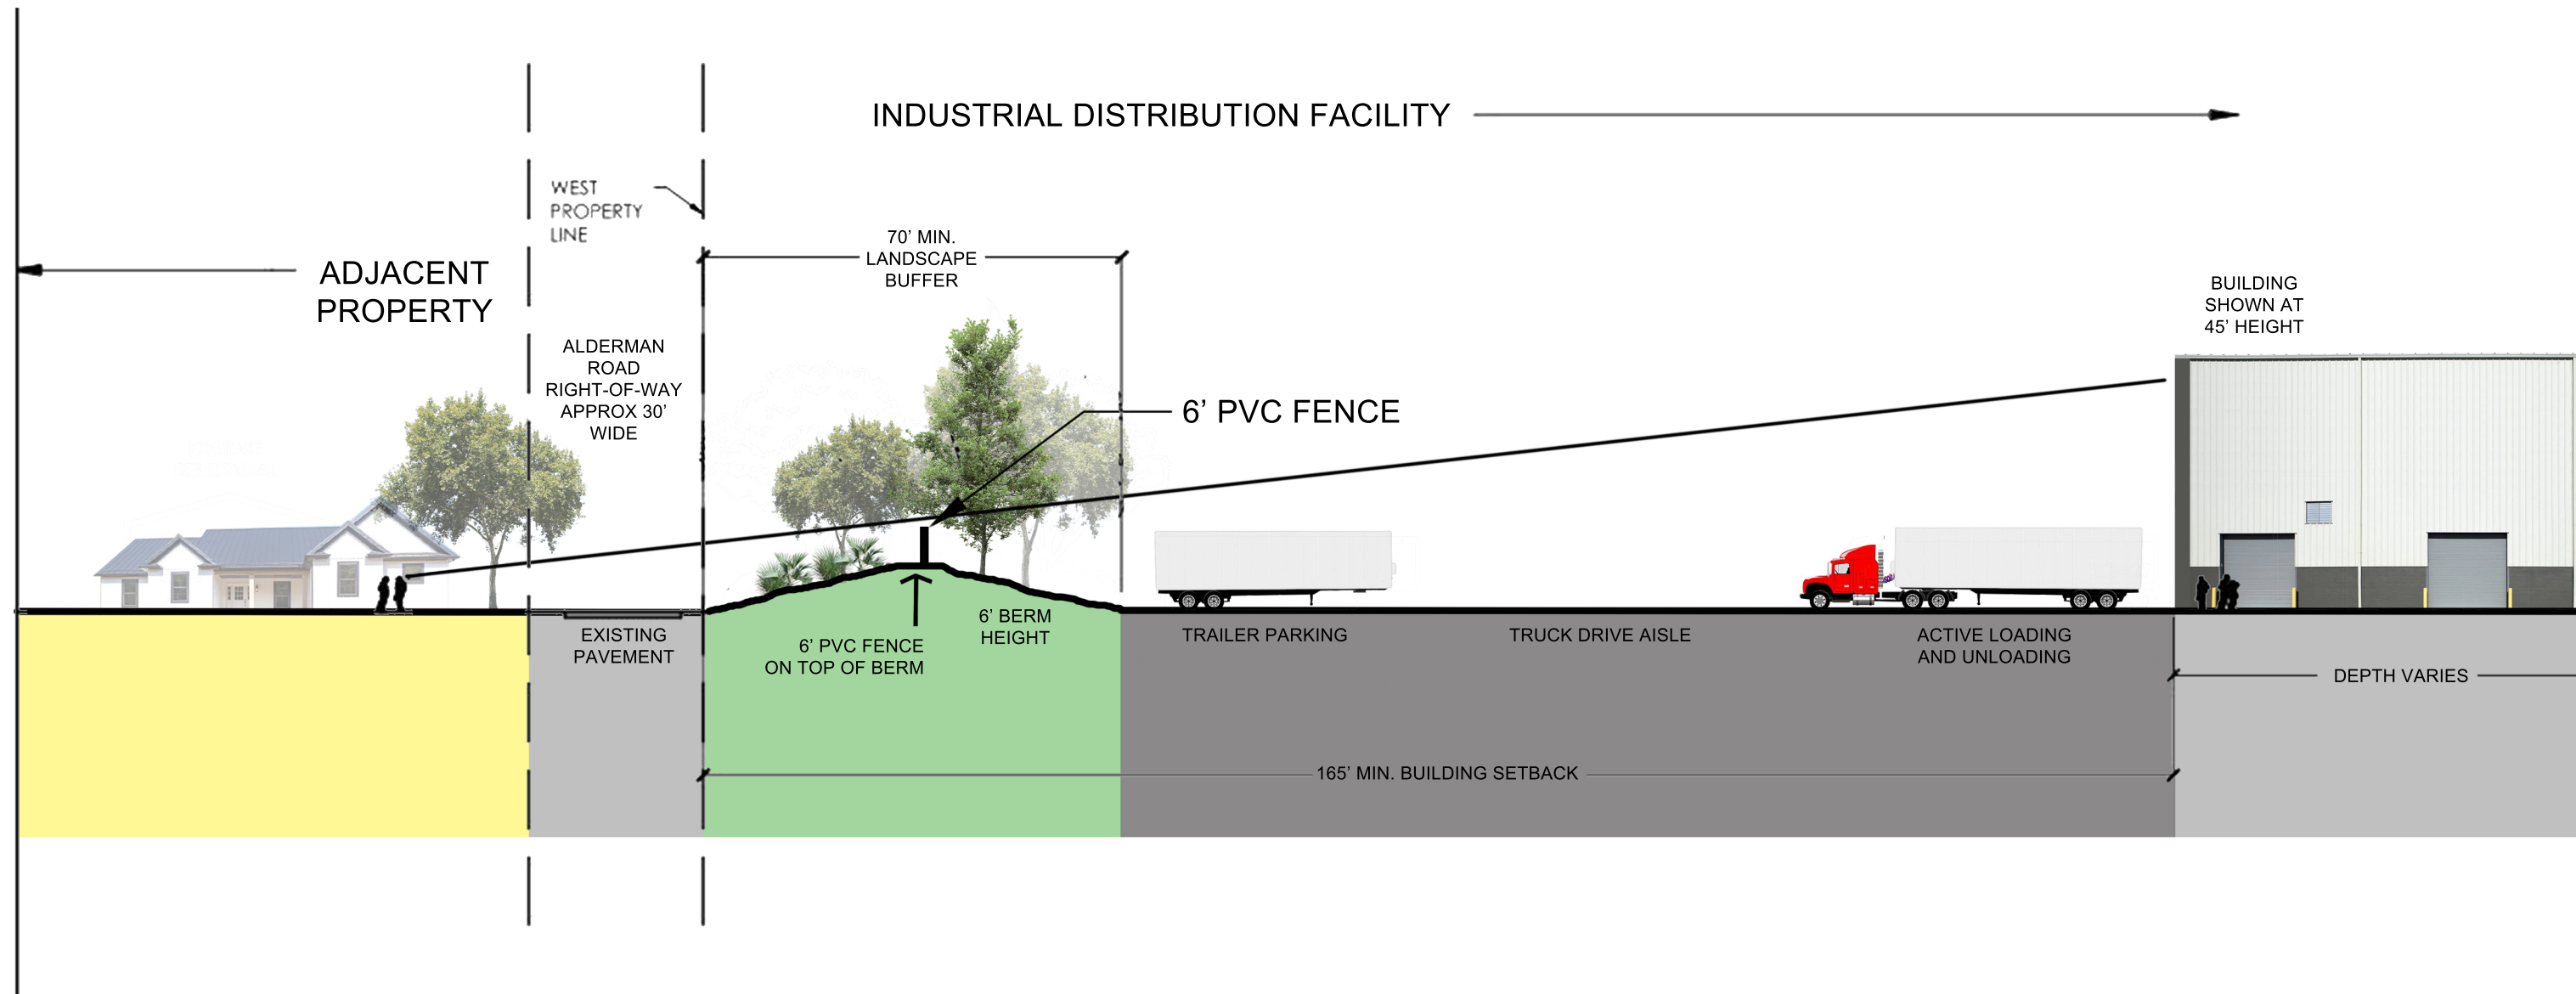 INDUSTRIAL DISTRIBUTION FACILITY
WEST
PROPERTY
LINE
70’ MIN.
LANDSCAPE
BUFFER
ADJACENT
PROPERTY
BUILDING
SHOWN AT
45’ HEIGHT
ALDERMAN
ROAD
RIGHT-OF-WAY
APPROX 30’
WIDE
6’ PVC FENCE
EXISTING
PAVEMENT
6’ PVC FENCE
ON TOP OF BERM
6’ BERM
HEIGHT
TRAILER PARKING
TRUCK DRIVE AISLE
ACTIVE LOADING
AND UNLOADING
DEPTH VARIES
165’ MIN. BUILDING SETBACK